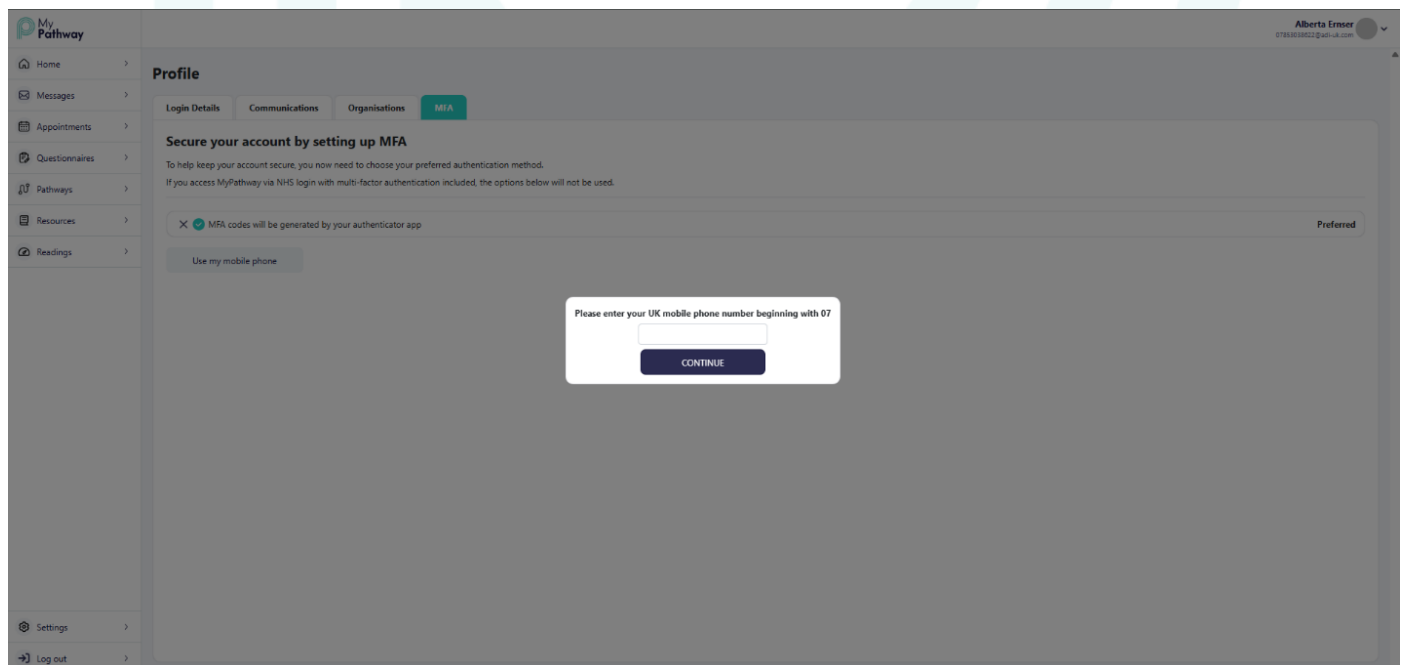 My
Pathway
Alberta Ernser
Home
Profile
Messages
Login Details
Communications
Organisations
MFA
Appointments
Secure your account by setting up MFA
Questionnaires
To help keep your account secure, you now need to choose your preferred authentication method.
If you access MyPathway via NHS login with multi-factor authentication included, the options below will not be used.
Pathways
Resources
MFA codes will be generated by your authenticator app
Preferred
Readings
Use my mobile phone
Please enter your UK mobile phone number beginning with 07
CONTINUE
Settings
Log out